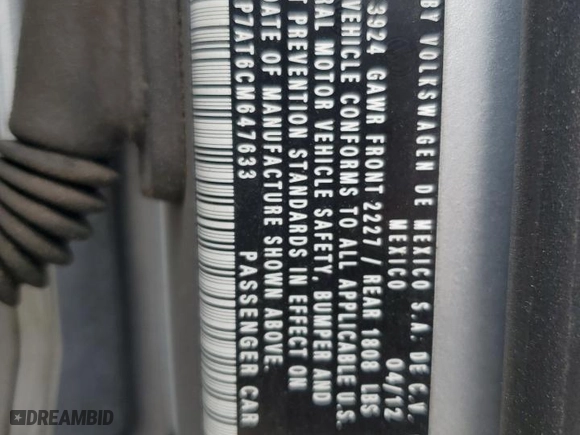 BY VOLKSWAGEN DE MEXICO S.A. DE C.V.
MEXICO 04/12
3924 GAWR FRONT 2227 / REAR 1808 LBS
VEHICLE CONFORMS TO ALL APPLICABLE U.S.
RAL MOTOR VEHICLE SAFETY, BUMPER AND
T PREVENTION STANDARDS IN EFFECT ON
DATE OF MANUFACTURE SHOWN ABOVE.
P7AT6CM647633 PASSENGER CAR
DREAMBID